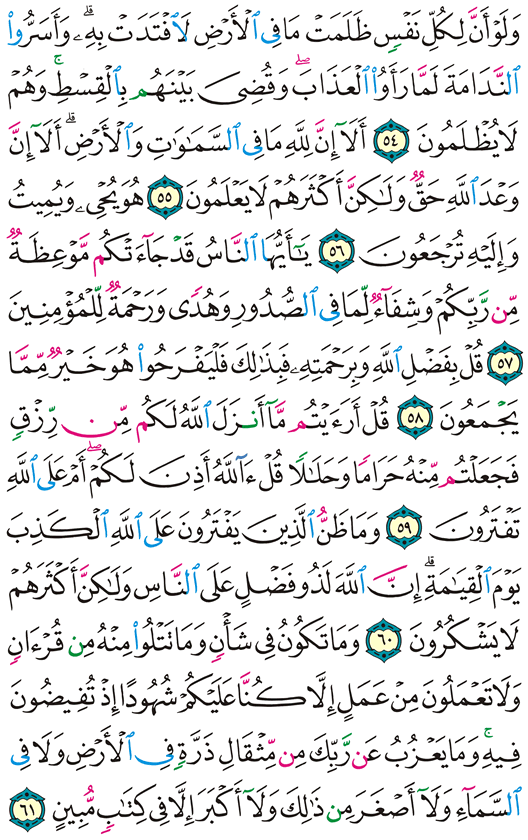 وَلَوْ أَنَّ لِكُلِّ نَفْسٍ ظَلَمَتْ مَا فِى ٱلْأَرْضِ لَٱفْتَدَتْ بِهِۦ ۗ وَأَسَرُّوا۟
ٱلنَّدَامَةَ لَمَّا رَأَوُا۟ ٱلْعَذَابَ ۖ وَقُضِىَ بَيْنَهُم بِٱلْقِسْطِ ۚ وَهُمْ
لَا يُظْلَمُونَ ٥٤ أَلَآ إِنَّ لِلَّهِ مَا فِى ٱلسَّمَـٰوَٰتِ وَٱلْأَرْضِ ۗ أَلَآ إِنَّ
وَعْدَ ٱللَّهِ حَقٌّ وَلَـٰكِنَّ أَكْثَرَهُمْ لَا يَعْلَمُونَ ٥٥ هُوَ يُحْىِۦ وَيُمِيتُ
وَإِلَيْهِ تُرْجَعُونَ ٥٦ يَـٰٓأَيُّهَا ٱلنَّاسُ قَدْ جَآءَتْكُم مَّوْعِظَةٌ
مِّن رَّبِّكُمْ وَشِفَآءٌ لِّمَا فِى ٱلصُّدُورِ وَهُدًى وَرَحْمَةٌ لِّلْمُؤْمِنِينَ
٥٧ قُلْ بِفَضْلِ ٱللَّهِ وَبِرَحْمَتِهِۦ فَبِذَٰلِكَ فَلْيَفْرَحُوا۟ هُوَ خَيْرٌ مِّمَّا
يَجْمَعُونَ ٥٨ قُلْ أَرَءَيْتُم مَّآ أَنزَلَ ٱللَّهُ لَكُم مِّن رِّزْقٍ
فَجَعَلْتُم مِّنْهُ حَرَامًا وَحَلَـٰلًا قُلْ ءَآللَّهُ أَذِنَ لَكُمْ ۖ أَمْ عَلَى ٱللَّهِ
تَفْتَرُونَ ٥٩ وَمَا ظَنُّ ٱلَّذِينَ يَفْتَرُونَ عَلَى ٱللَّهِ ٱلْكَذِبَ
يَوْمَ ٱلْقِيَـٰمَةِ ۗ إِنَّ ٱللَّهَ لَذُو فَضْلٍ عَلَى ٱلنَّاسِ وَلَـٰكِنَّ أَكْثَرَهُمْ
لَا يَشْكُرُونَ ٦٠ وَمَا تَكُونُ فِى شَأْنٍ وَمَا تَتْلُوا۟ مِنْهُ مِن قُرْءَانٍ
وَلَا تَعْمَلُونَ مِنْ عَمَلٍ إِلَّا كُنَّا عَلَيْكُمْ شُهُودًا إِذْ تُفِيضُونَ
فِيهِ ۚ وَمَا يَعْزُبُ عَن رَّبِّكَ مِن مِّثْقَالِ ذَرَّةٍ فِى ٱلْأَرْضِ وَلَا فِى
ٱلسَّمَآءِ وَلَآ أَصْغَرَ مِن ذَٰلِكَ وَلَآ أَكْبَرَ إِلَّا فِى كِتَـٰبٍ مُّبِينٍ ٦١